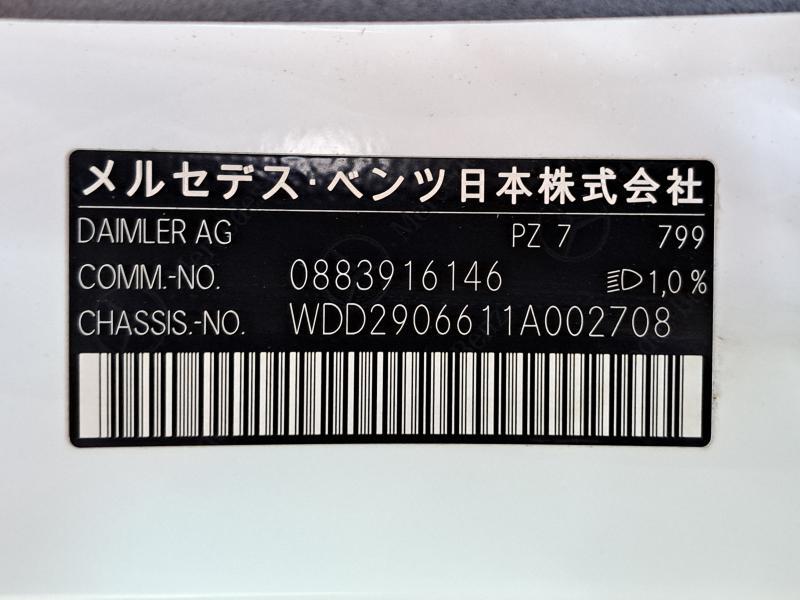 メルセデス・ベンツ日本株式会社
DAIMLER AG PZ 7 799
COMM.-NO. 0883916146 1,0 %
CHASSIS.-NO. WDD2906611A002708